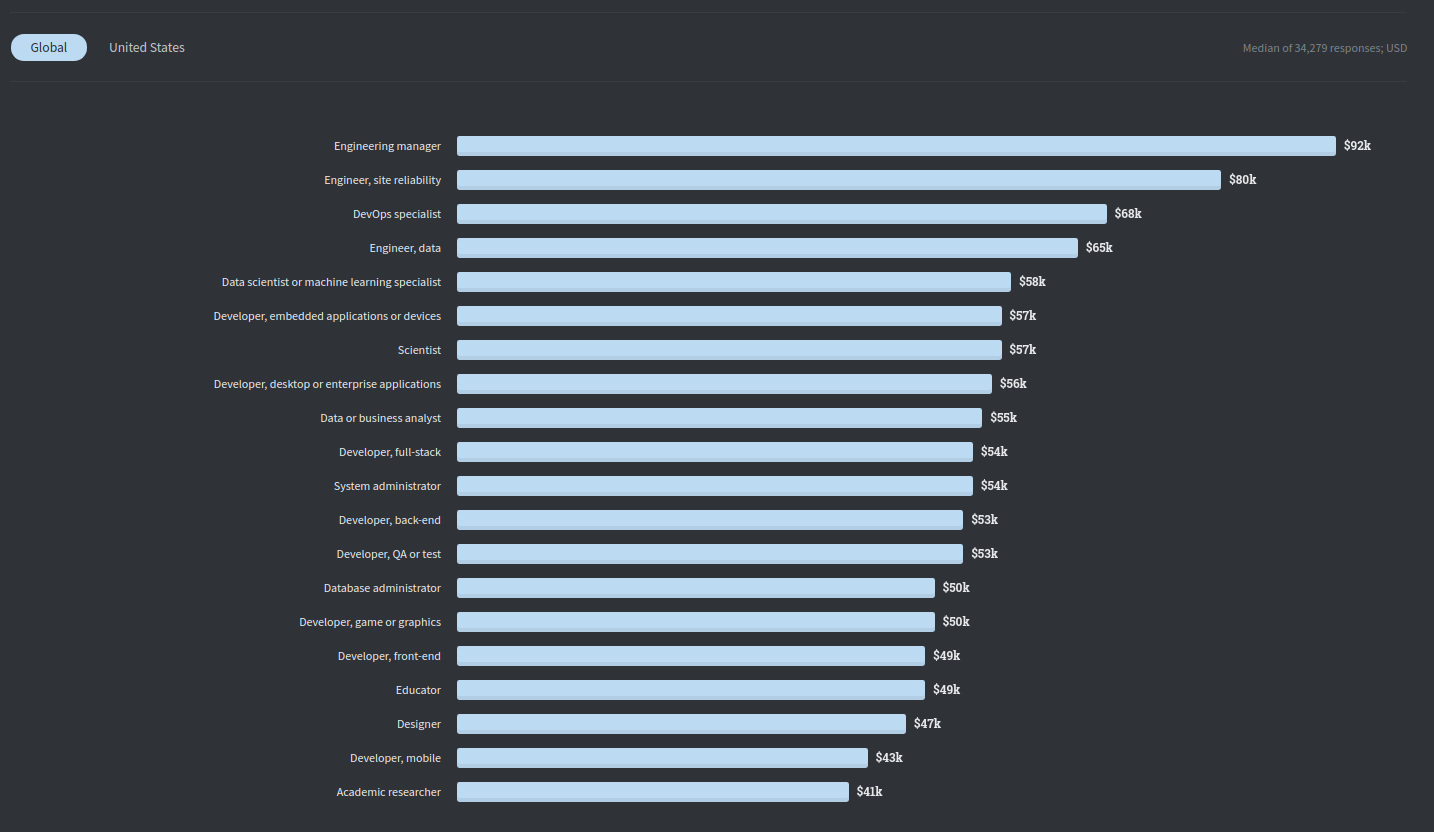 Global United States Median of 34,279 responses; USD
Engineering manager $92k
Engineer, site reliability $80k
DevOps specialist $68k
Engineer, data $65k
Data scientist or machine learning specialist $58k
Developer, embedded applications or devices $57k
Scientist $57k
Developer, desktop or enterprise applications $56k
Data or business analyst $55k
Developer, full-stack $54k
System administrator $54k
Developer, back-end $53k
Developer, QA or test $53k
Database administrator $50k
Developer, game or graphics $50k
Developer, front-end $49k
Educator $49k
Designer $47k
Developer, mobile $43k
Academic researcher $41k